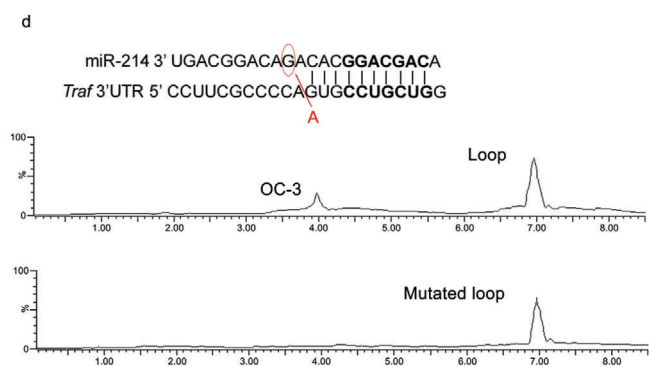 d
miR-214 3' UGACGGACAGACACGGACGACA
Traf 3'UTR 5' CCUUCGCCCCAGUGCCUGCUGG
A
100
%
0
OC-3
Loop
1.00 2.00 3.00 4.00 5.00 6.00 7.00 8.00
100
%
0
Mutated loop
1.00 2.00 3.00 4.00 5.00 6.00 7.00 8.00